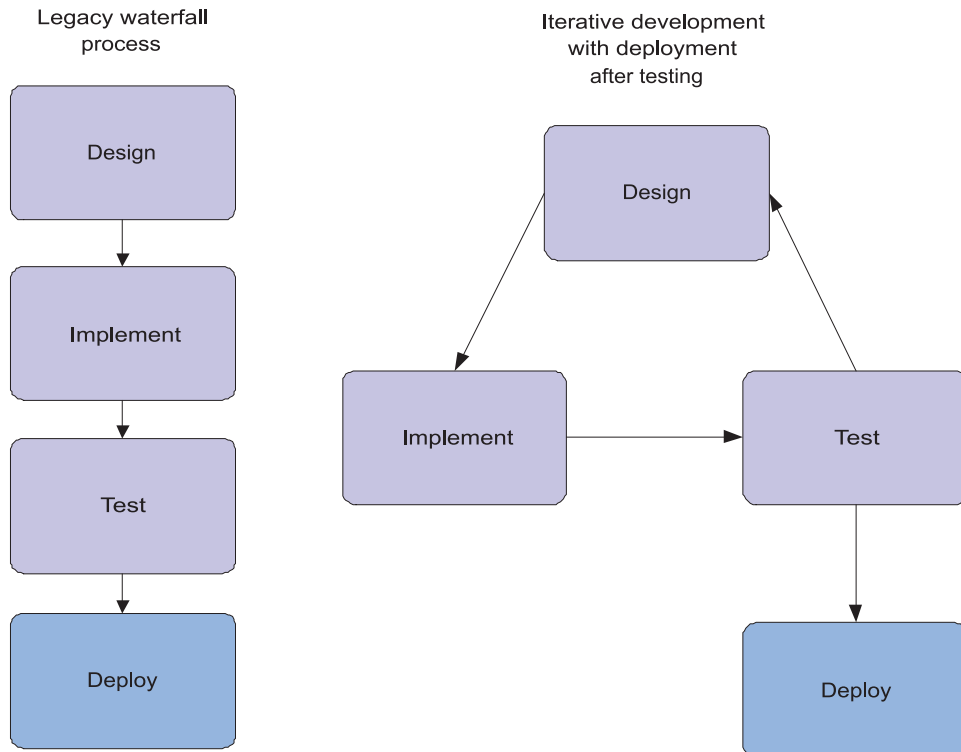 Legacy waterfall
process
Design
Implement
Test
Deploy
Iterative development
with deployment
after testing
Design
Implement
Test
Deploy